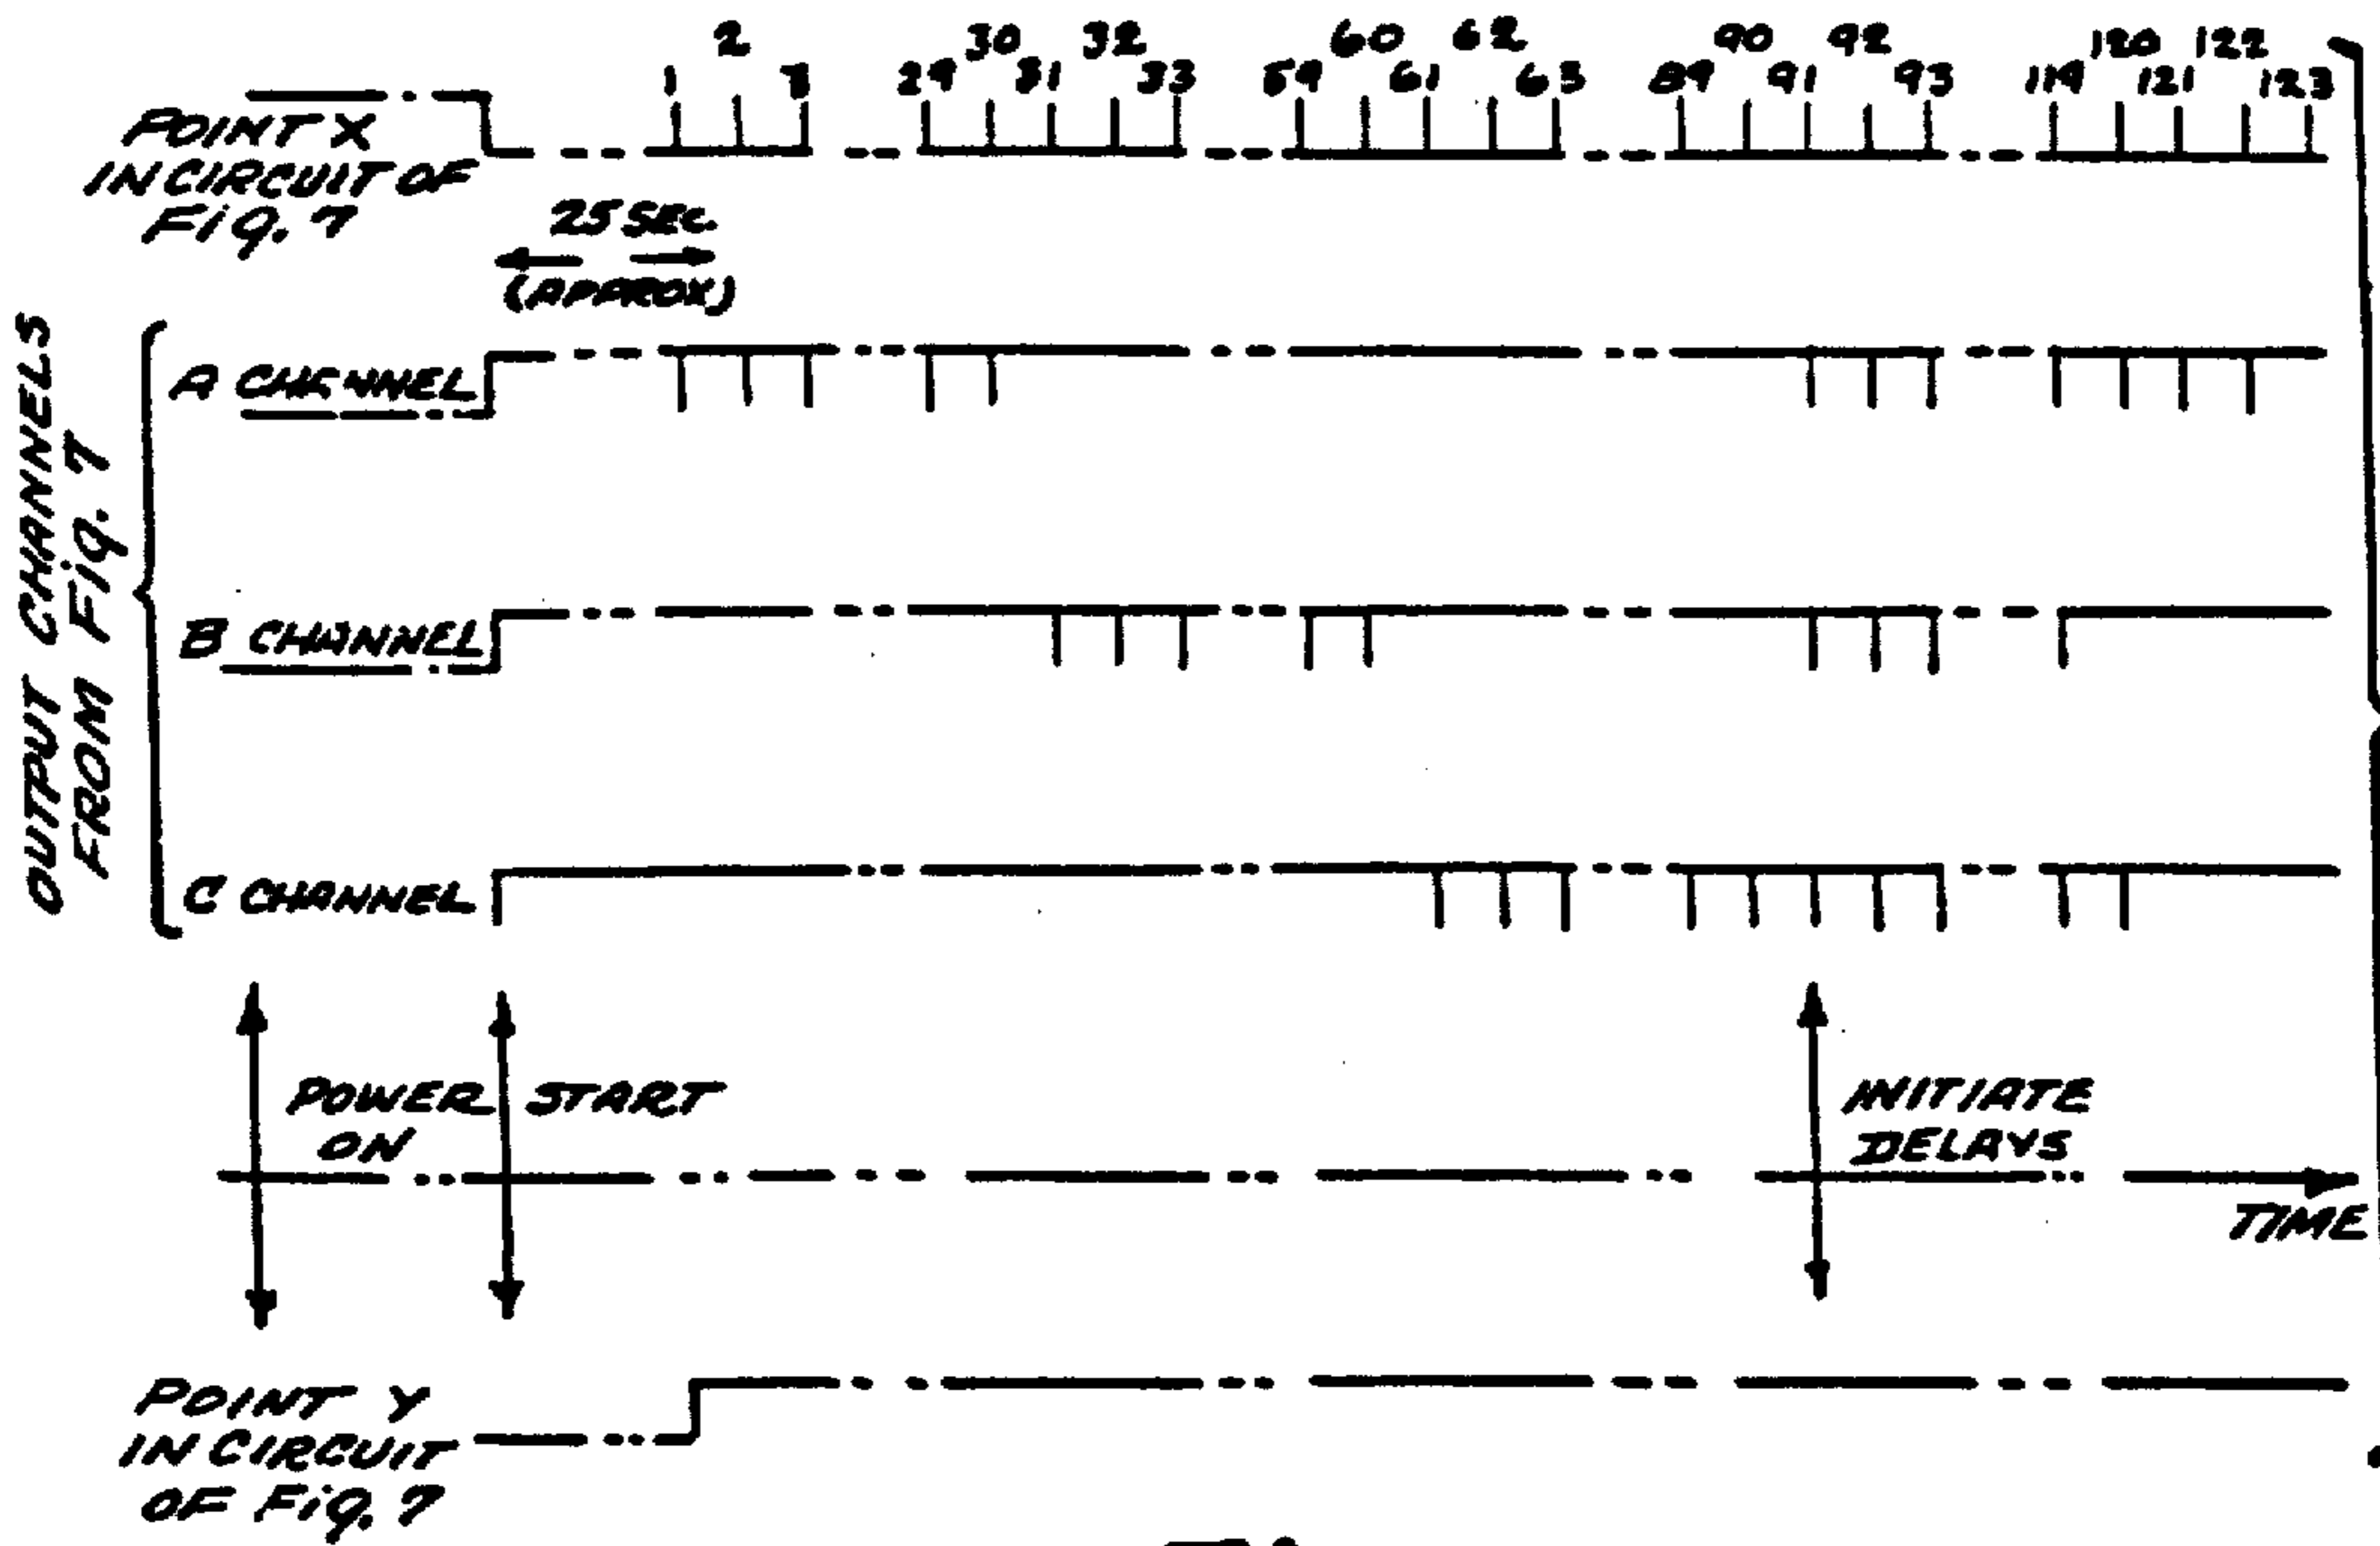 2 30 32 60 62 90 92 120 122
1 3 29 31 33 59 61 63 89 91 93 119 121 123
POINT X
IN CIRCUIT OF
FIG. 7
25 SEC.
(APPROX)
OUTPUT CHANNELS
FROM FIG. 7
A CHANNEL
B CHANNEL
C CHANNEL
POWER
ON
START
INITIATE
DELAYS
TIME
POINT Y
IN CIRCUIT
OF FIG. 7